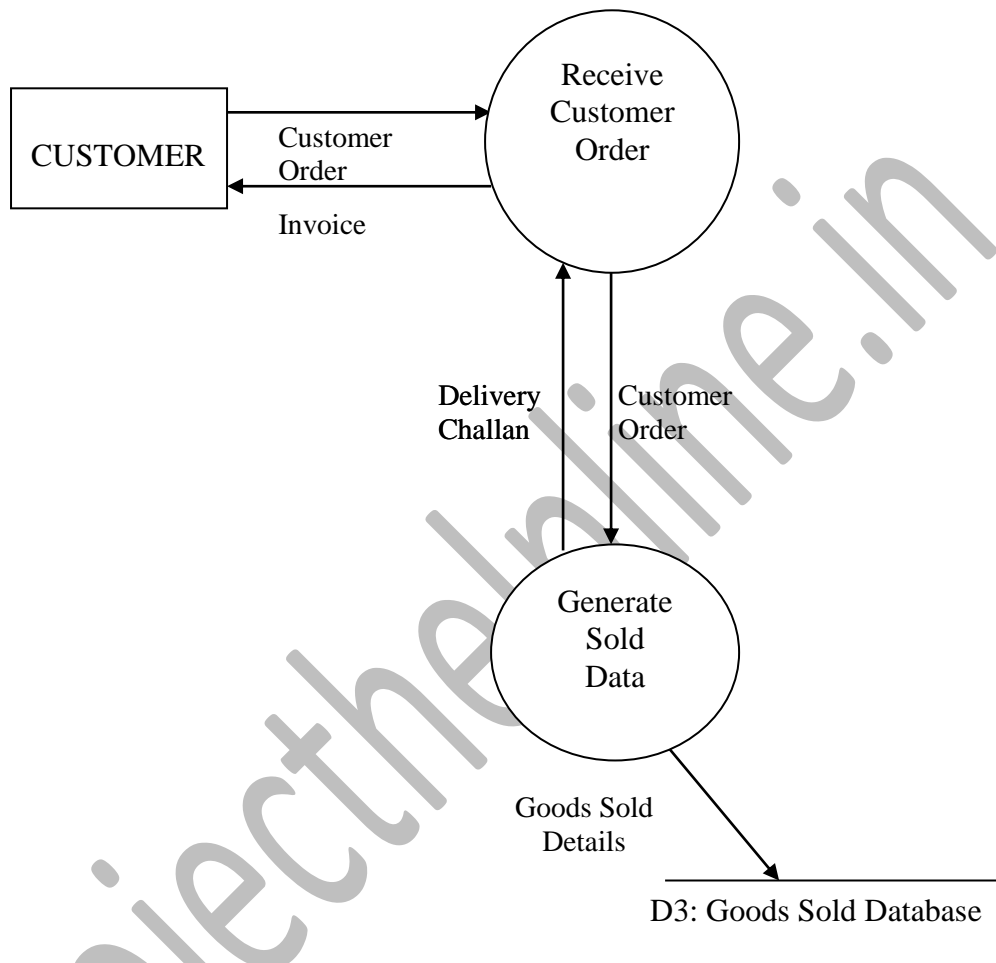 Receive
Customer
Order
CUSTOMER
Customer
Order
Invoice
Delivery
Challan
Customer
Order
Generate
Sold
Data
Goods Sold
Details
D3: Goods Sold Database
jecthelpline.in